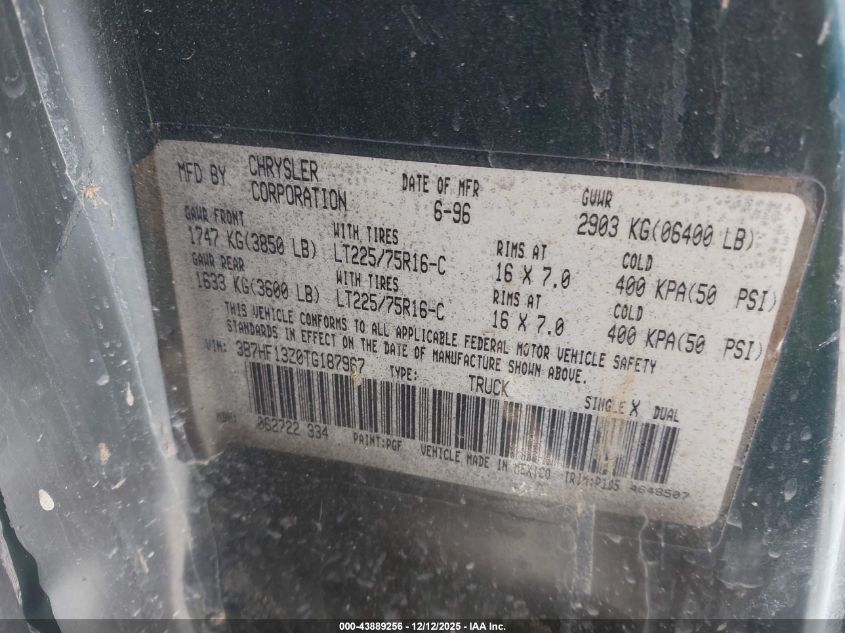 MFD BY CHRYSLER CORPORATION DATE OF MFR 6-96 GVWR 2903 KG(06400 LB)
GAWR FRONT WITH TIRES RIMS AT COLD
1747 KG(3850 LB) LT225/75R16-C 16 X 7.0 400 KPA(50 PSI)
GAWR REAR WITH TIRES RIMS AT COLD
1633 KG(3600 LB) LT225/75R16-C 16 X 7.0 400 KPA(50 PSI)
THIS VEHICLE CONFORMS TO ALL APPLICABLE FEDERAL MOTOR VEHICLE SAFETY
STANDARDS IN EFFECT ON THE DATE OF MANUFACTURE SHOWN ABOVE.
VIN: 3B7HF13Z0TG187967 TYPE: TRUCK SINGLE X DUAL
MDH: 062722 334 PAINT:PGF VEHICLE MADE IN MEXICO TRIM:P1D5 4648507
000-43889256 - 12/12/2025 - IAA Inc.